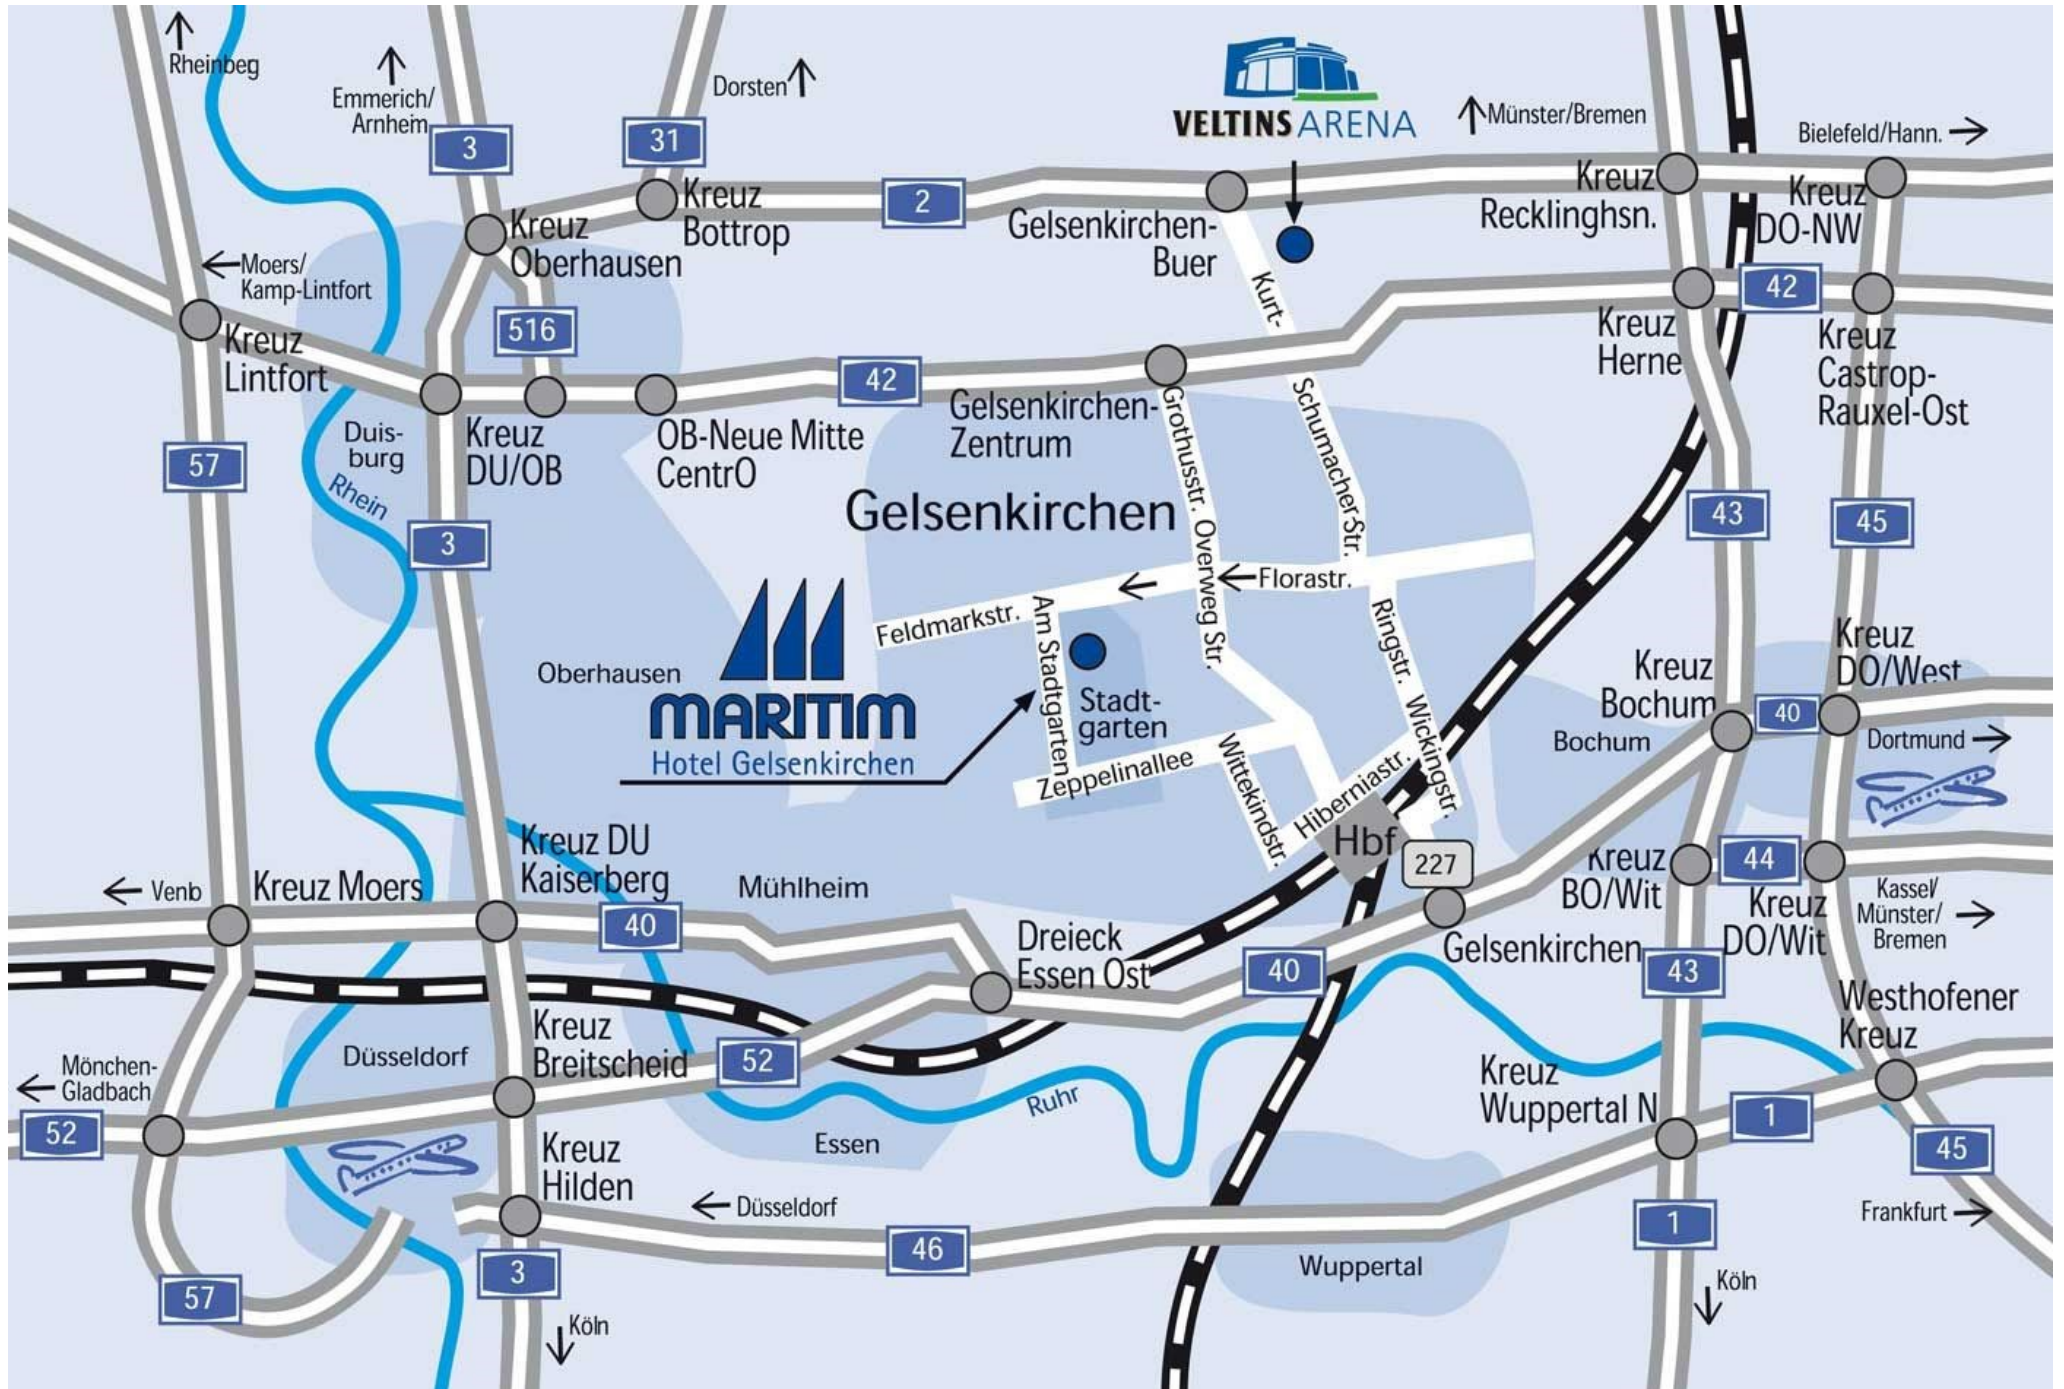 Rheinbeg
Emmerich/
Arnheim
Dorsten
3
31
VELTINS ARENA
Münster/Bremen
Bielefeld/Hann.
Kreuz
Bottrop
2
Gelsenkirchen-
Buer
Kreuz
Recklinghsn.
Kreuz
DO-NW
Kreuz
Oberhausen
Moers/
Kamp-Lintfort
516
Kurt-
Schumacher-Str.
42
Kreuz
Lintfort
Kreuz
Herne
Kreuz
Castrop-
Rauxel-Ost
42
Gelsenkirchen-
Zentrum
Duis-
burg
Kreuz
DU/OB
OB-Neue Mitte
CentrO
57
Rhein
3
Gelsenkirchen
Grothusstr.
Overweg Str.
43
45
Florastr.
Feldmarkstr.
Am Stadtgarten
Ringstr.
Oberhausen
MARITIM
Hotel Gelsenkirchen
Stadt-
garten
Zeppelinallee
Wittekindstr.
Hiberniastr.
Wickingstr.
Kreuz
Bochum
Bochum
40
Kreuz
DO/West
Dortmund
Hbf
227
Kreuz
BO/Wit
44
Kreuz
DO/Wit
Kassel/
Münster/
Bremen
Venb
Kreuz Moers
Kreuz DU
Kaiserberg
40
Mühlheim
Dreieck
Essen Ost
40
Gelsenkirchen
43
Westhofener
Kreuz
Mönchen-
Gladbach
52
Düsseldorf
Kreuz
Breitscheid
52
Ruhr
Essen
Kreuz
Wuppertal N
1
45
Kreuz
Hilden
Düsseldorf
46
Wuppertal
1
Frankfurt
57
3
Köln
Köln